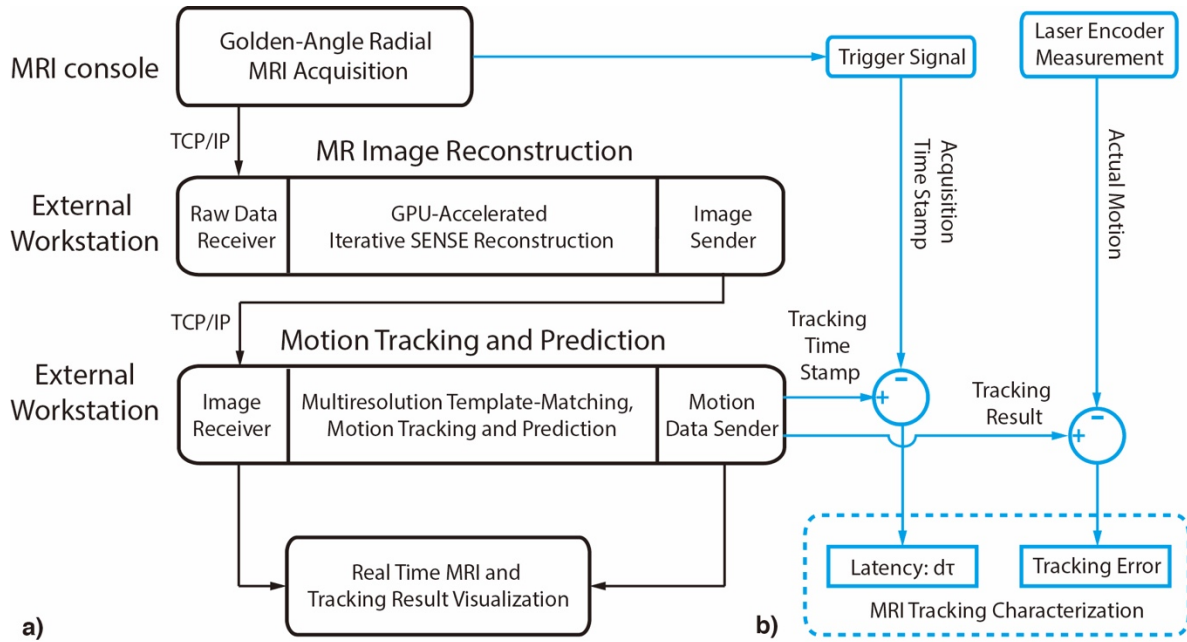 MRI console
Golden-Angle Radial
MRI Acquisition
Trigger Signal
Laser Encoder
Measurement
TCP/IP
MR Image Reconstruction
External
Workstation
Raw Data
Receiver
GPU-Accelerated
Iterative SENSE Reconstruction
Image
Sender
Acquisition
Time Stamp
Actual Motion
TCP/IP
Motion Tracking and Prediction
Tracking
Time
Stamp
External
Workstation
Image
Receiver
Multiresolution Template-Matching,
Motion Tracking and Prediction
Motion
Data Sender
+
−
Tracking
Result
+
−
Real Time MRI and
Tracking Result Visualization
Latency: dτ
Tracking Error
MRI Tracking Characterization
a)
b)